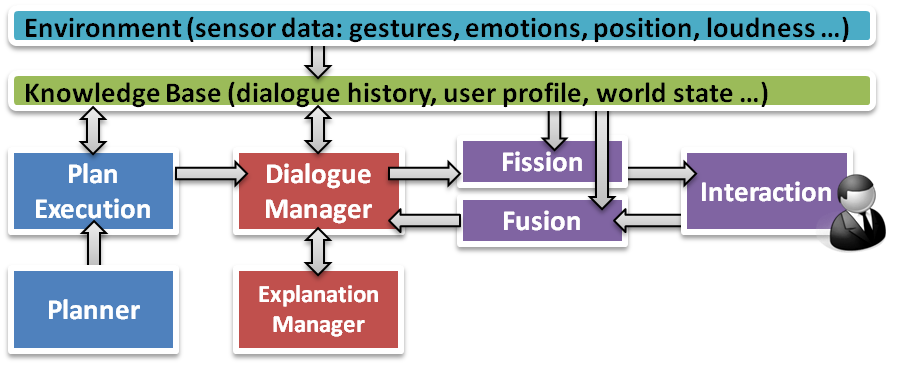 Environment (sensor data: gestures, emotions, position, loudness …)
Knowledge Base (dialogue history, user profile, world state …)
Plan
Execution
Dialogue
Manager
Fission
Fusion
Interaction
Planner
Explanation
Manager